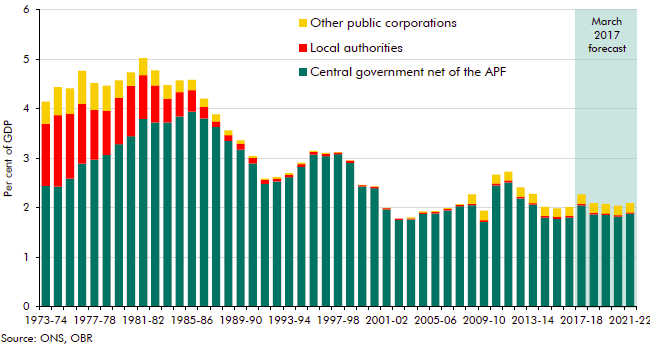 6
5
4
3
2
1
0
Per cent of GDP
Other public corporations
Local authorities
Central government net of the APF
March
2017
forecast
1973-74 1977-78 1981-82 1985-86 1989-90 1993-94 1997-98 2001-02 2005-06 2009-10 2013-14 2017-18 2021-22
Source: ONS, OBR